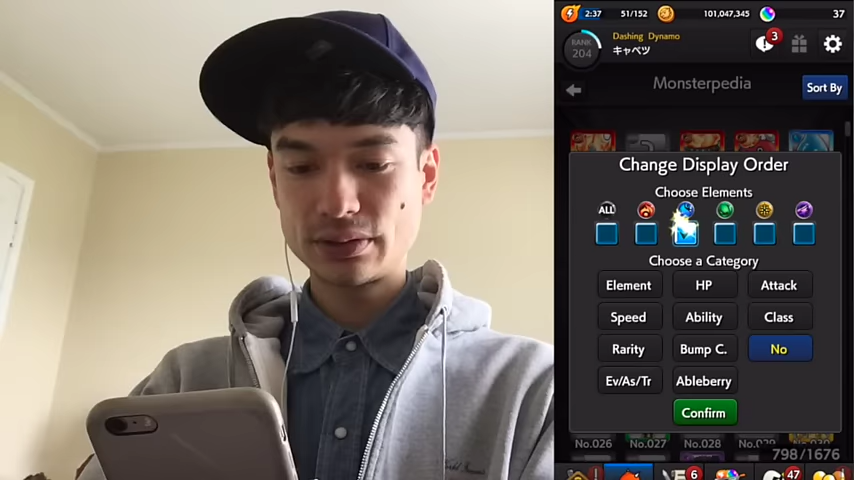 2:37 51/152 101,047,345 37
RANK 204 Dashing Dynamo 3
キャベツ
Monsterpedia Sort By
Change Display Order
Choose Elements
ALL
Choose a Category
Element HP Attack
Speed Ability Class
Rarity Bump C. No
Ev/As/Tr Ableberry
Confirm
No.026 No.027 No.028 No.029
798/1676
6 47